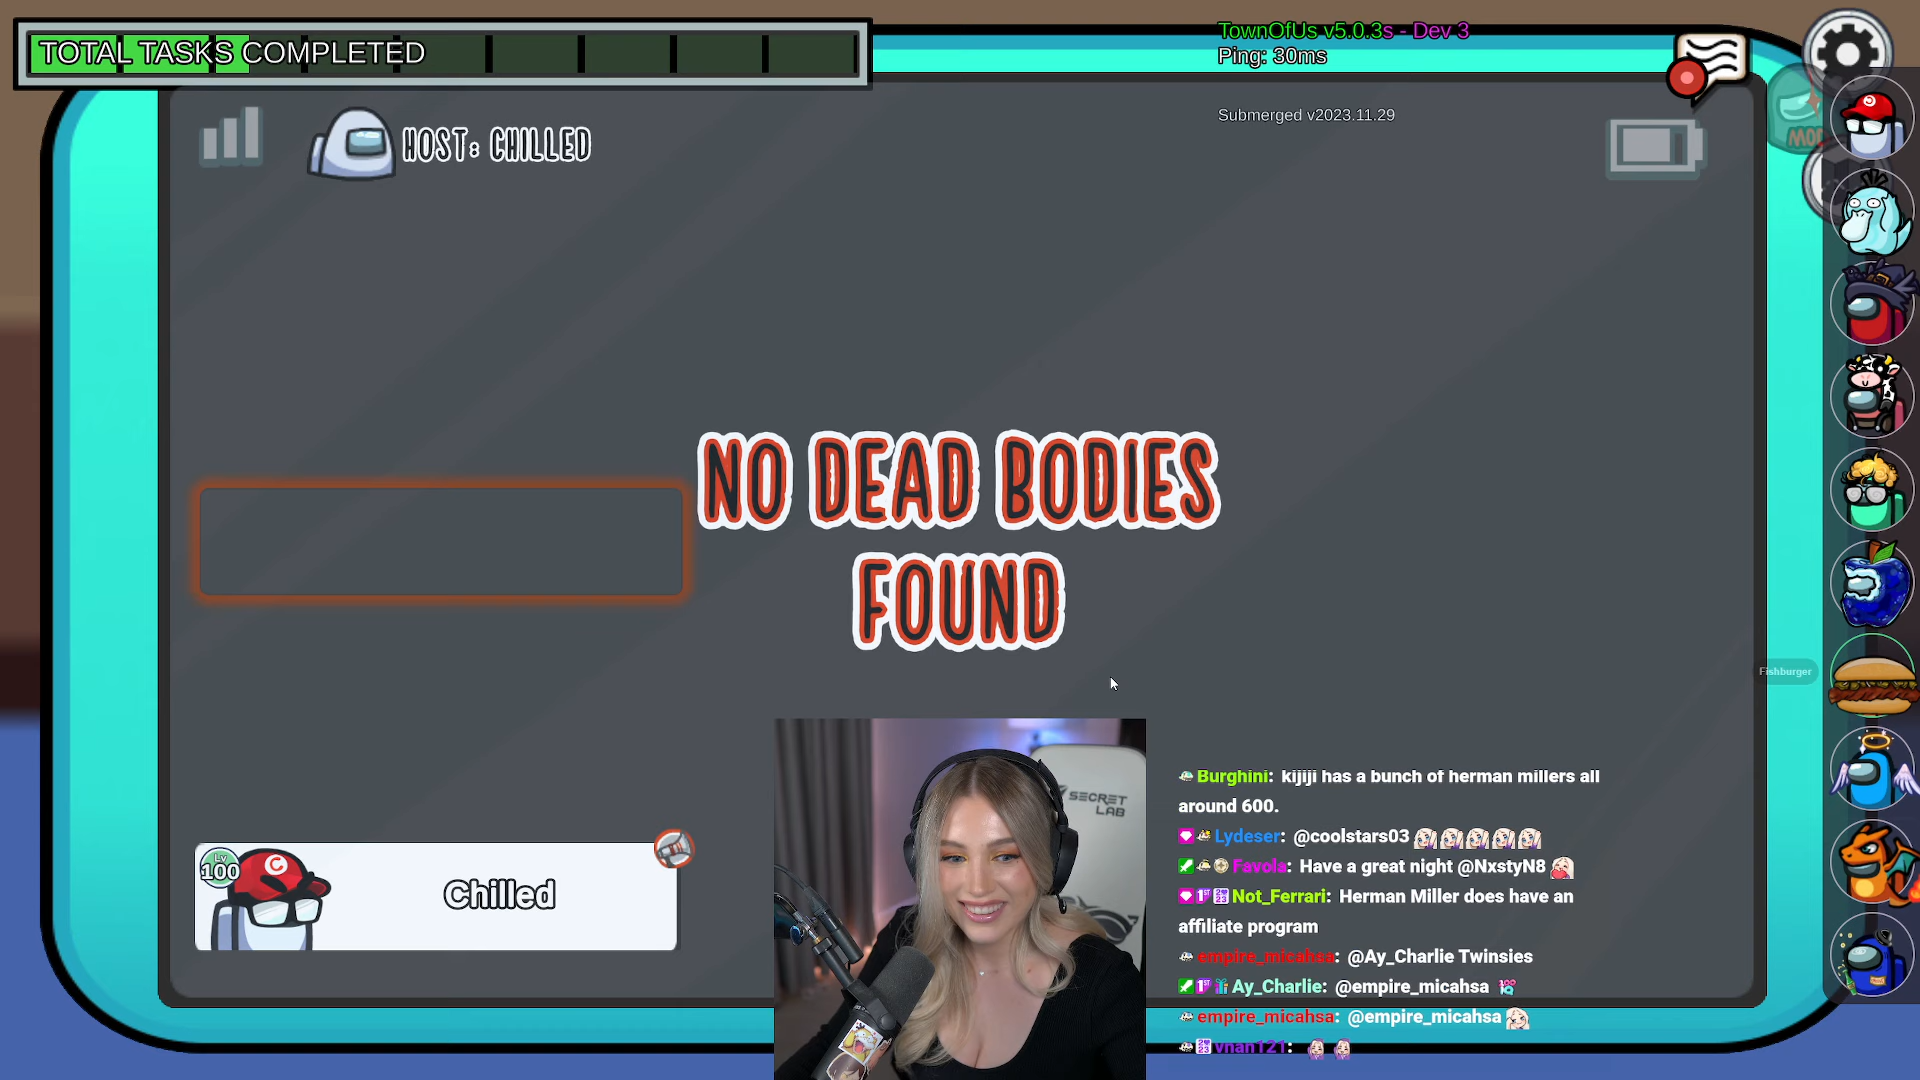 TOTAL TASKS COMPLETED
TownOfUs v5.0.3s - Dev 3
Ping: 30ms
Submerged v2023.11.29
HOST: CHILLED
MOD
NO DEAD BODIES
FOUND
Fishburger
Lv
100
Chilled
SECRET
LAB
Burghini: kijiji has a bunch of herman millers all
around 600.
Lydeser: @coolstars03
Favola: Have a great night @NxstyN8
Not_Ferrari: Herman Miller does have an
affiliate program
empire_micahsa: @Ay_Charlie Twinsies
Ay_Charlie: @empire_micahsa
empire_micahsa: @empire_micahsa
vnan121: